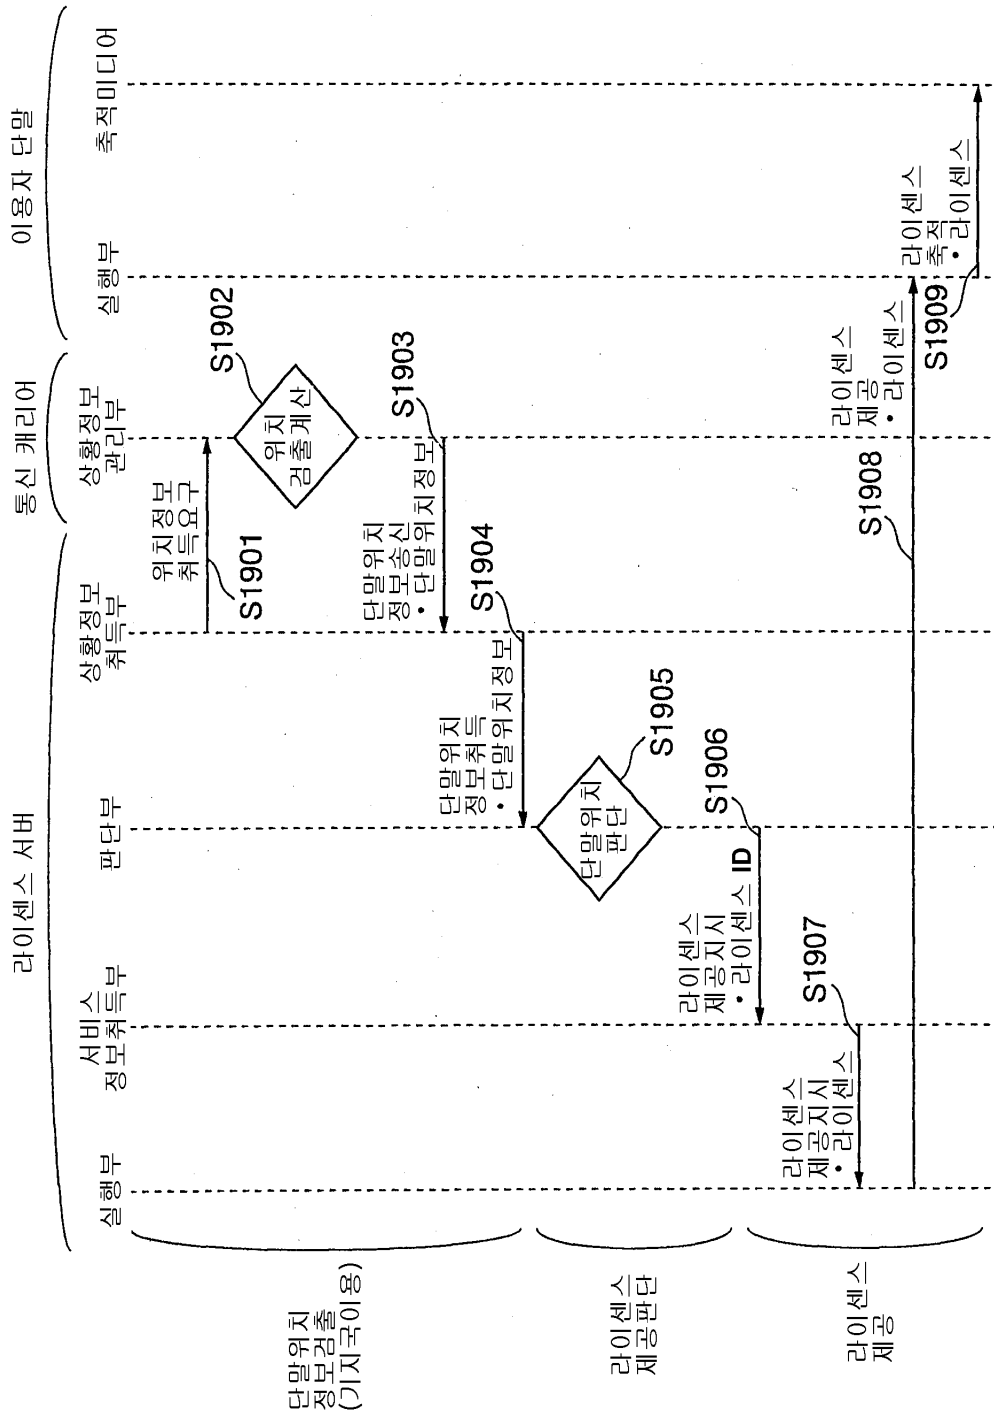 라이센스 서버
통신 캐리어
이용자 단말
실행부
서비스
정보취득부
판단부
상황정보
취득부
상황정보
관리부
실행부
축적미디어
단말위치
정보검출
(기지국이용)
위치정보
취득요구
S1901
위치
검출계산
S1902
단말위치
정보송신
• 단말위치정보
S1903
단말위치
정보취득
• 단말위치정보
S1904
라이센스
제공판단
단말위치
판단
S1905
라이센스
제공
라이센스
제공지시
• 라이센스 ID
S1906
라이센스
제공지시
• 라이센스
S1907
라이센스
제공
• 라이센스
S1908
라이센스
축적
• 라이센스
S1909